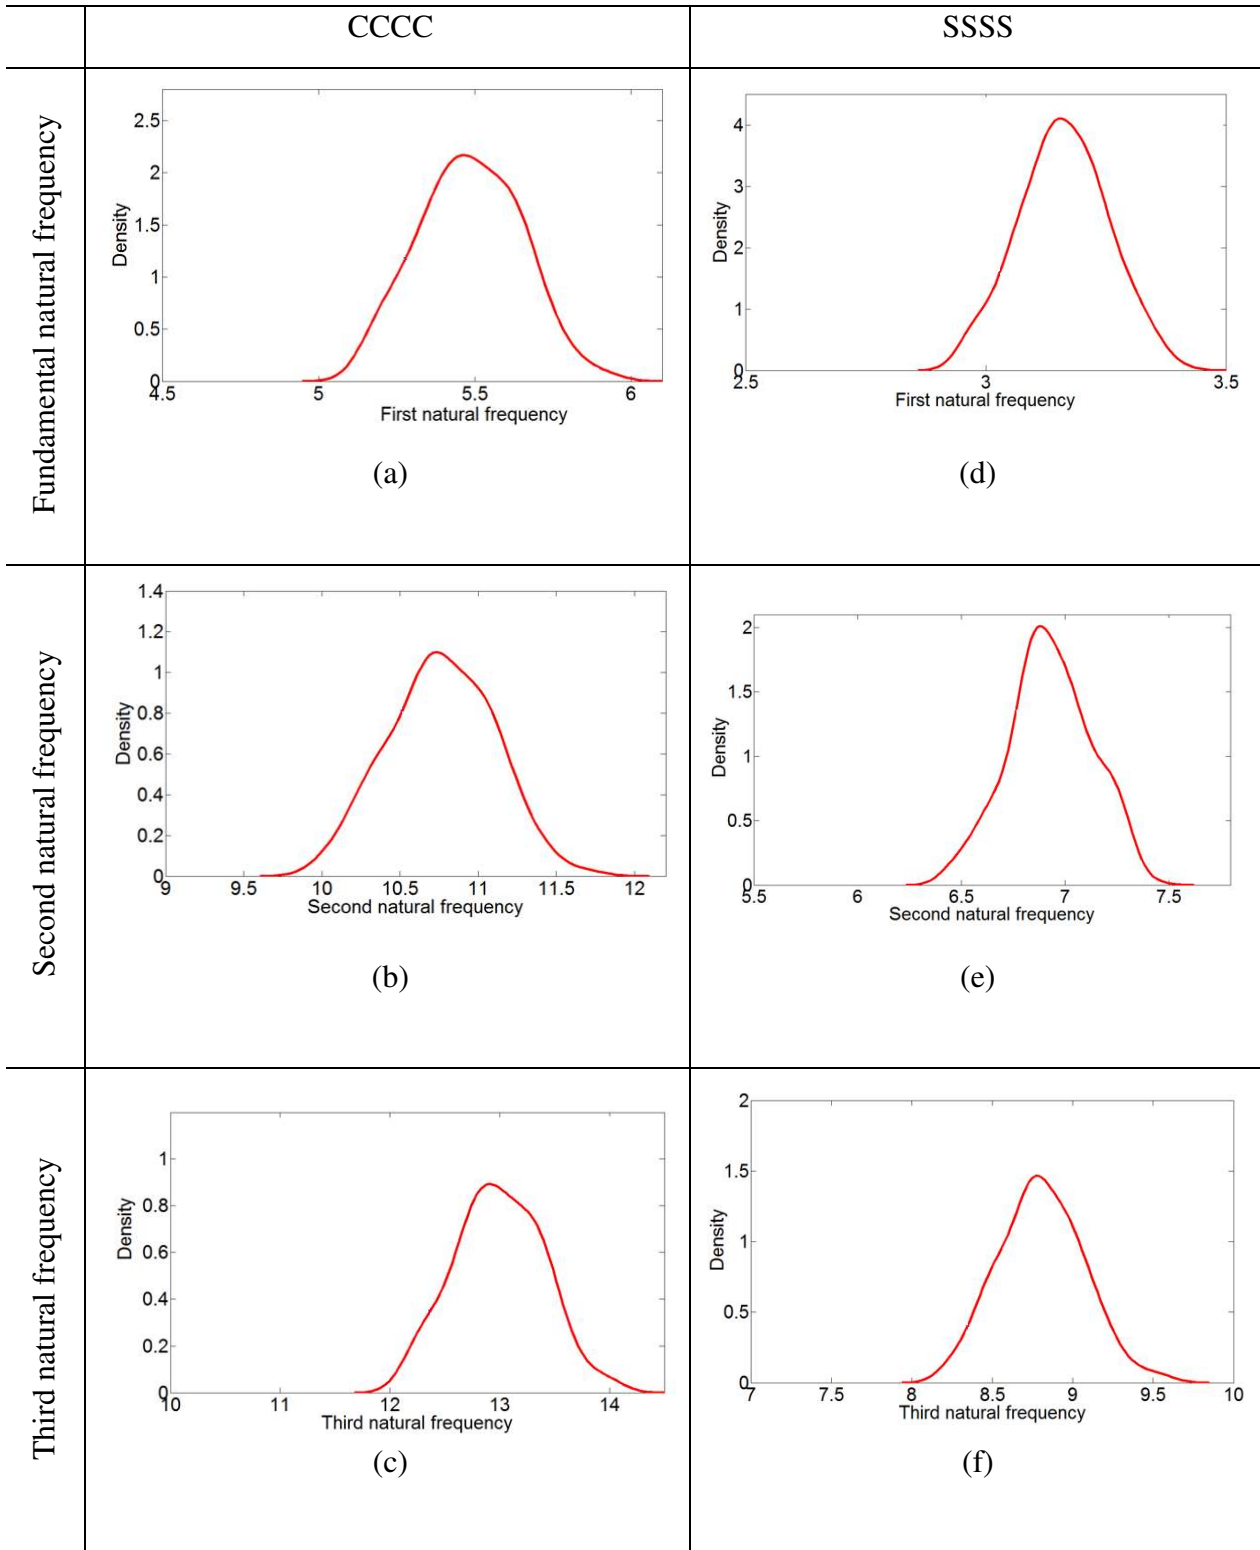 CCCC
SSSS
Fundamental natural frequency
2.5
2
1.5
1
0.5
0
4.5
5
5.5
6
Density
First natural frequency
(a)
4
3
2
1
0
2.5
3
3.5
Density
First natural frequency
(d)
Second natural frequency
1.4
1.2
1
0.8
0.6
0.4
0.2
0
9
9.5
10
10.5
11
11.5
12
Density
Second natural frequency
(b)
2
1.5
1
0.5
0
5.5
6
6.5
7
7.5
Density
Second natural frequency
(e)
Third natural frequency
1
0.8
0.6
0.4
0.2
0
10
11
12
13
14
Density
Third natural frequency
(c)
2
1.5
1
0.5
0
7
7.5
8
8.5
9
9.5
10
Density
Third natural frequency
(f)